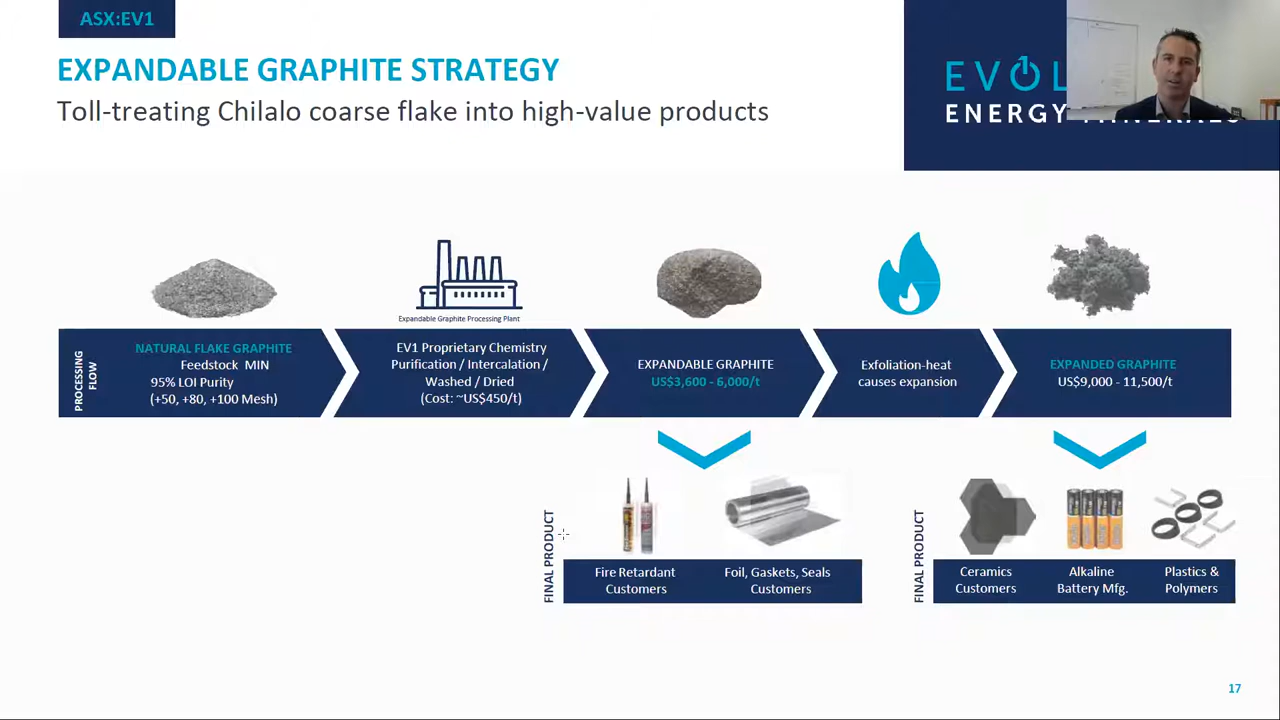 ASX:EV1
EXPANDABLE GRAPHITE STRATEGY
Toll-treating Chilalo coarse flake into high-value products
EVOL
ENERGY MINERALS
Expandable Graphite Processing Plant
PROCESSING
FLOW
NATURAL FLAKE GRAPHITE
Feedstock MIN
95% LOI Purity
(+50, +80, +100 Mesh)
EV1 Proprietary Chemistry
Purification / Intercalation /
Washed / Dried
(Cost: ~US$450/t)
EXPANDABLE GRAPHITE
US$3,600 - 6,000/t
Exfoliation-heat
causes expansion
EXPANDED GRAPHITE
US$9,000 - 11,500/t
FINAL PRODUCT
Fire Retardant
Customers
Foil, Gaskets, Seals
Customers
FINAL PRODUCT
Ceramics
Customers
Alkaline
Battery Mfg.
Plastics &
Polymers
17